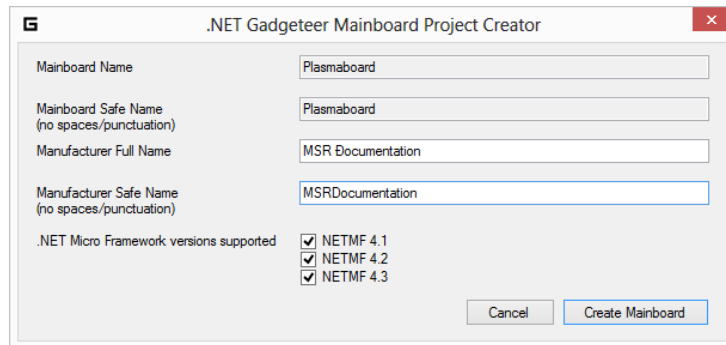 G
.NET Gadgeteer Mainboard Project Creator
Mainboard Name
Plasmaboard
Mainboard Safe Name
(no spaces/punctuation)
Plasmaboard
Manufacturer Full Name
MSR Đocumentation
Manufacturer Safe Name
(no spaces/punctuation)
MSRDocumentation
.NET Micro Framework versions supported
NETMF 4.1
NETMF 4.2
NETMF 4.3
Cancel
Create Mainboard